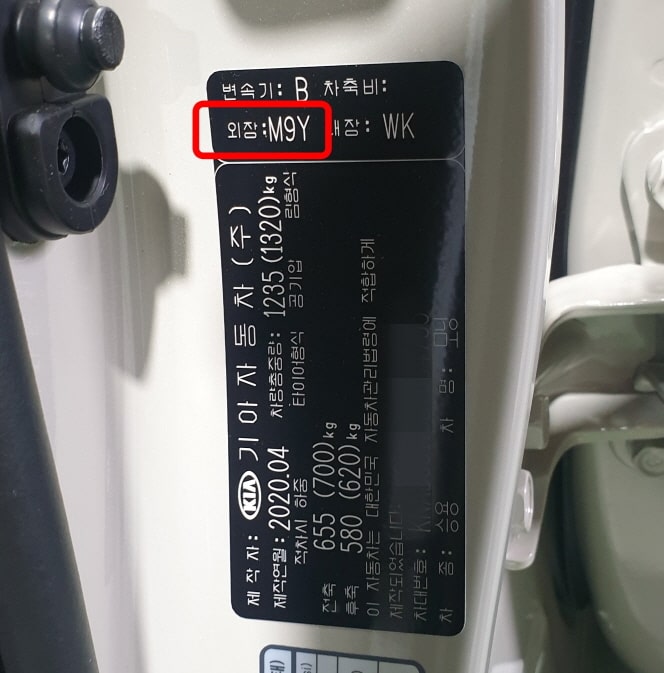 변속기: B 차축비:
외장:M9Y 내장: WK
제 작 자: KIA 기 아 자 동 차 ( 주 )
제작연월: 2020.04 차량총중량: 1235(1320)kg
적차시 하중 타이어형식 공기압 림형식
전축 655 (700)kg
후축 580 (620)kg
이 자동차는 대한민국 자동차관리법령에 적합하게
제작되었습니다.
차대번호:
차 종: 승용 차 명: 모닝